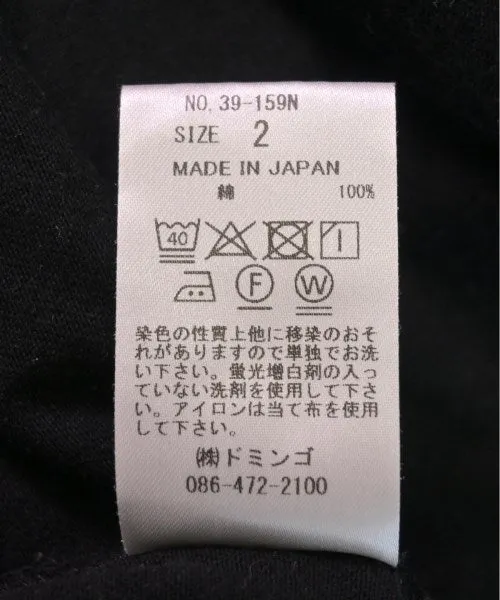 NO. 39-159N
SIZE 2
MADE IN JAPAN
綿 100%
40
F W
染色の性質上他に移染のおそ
れがありますので単独でお洗
い下さい。蛍光増白剤の入っ
ていない洗剤を使用して下さ
い。アイロンは当て布を使用
して下さい。
㈱ドミンゴ
086-472-2100